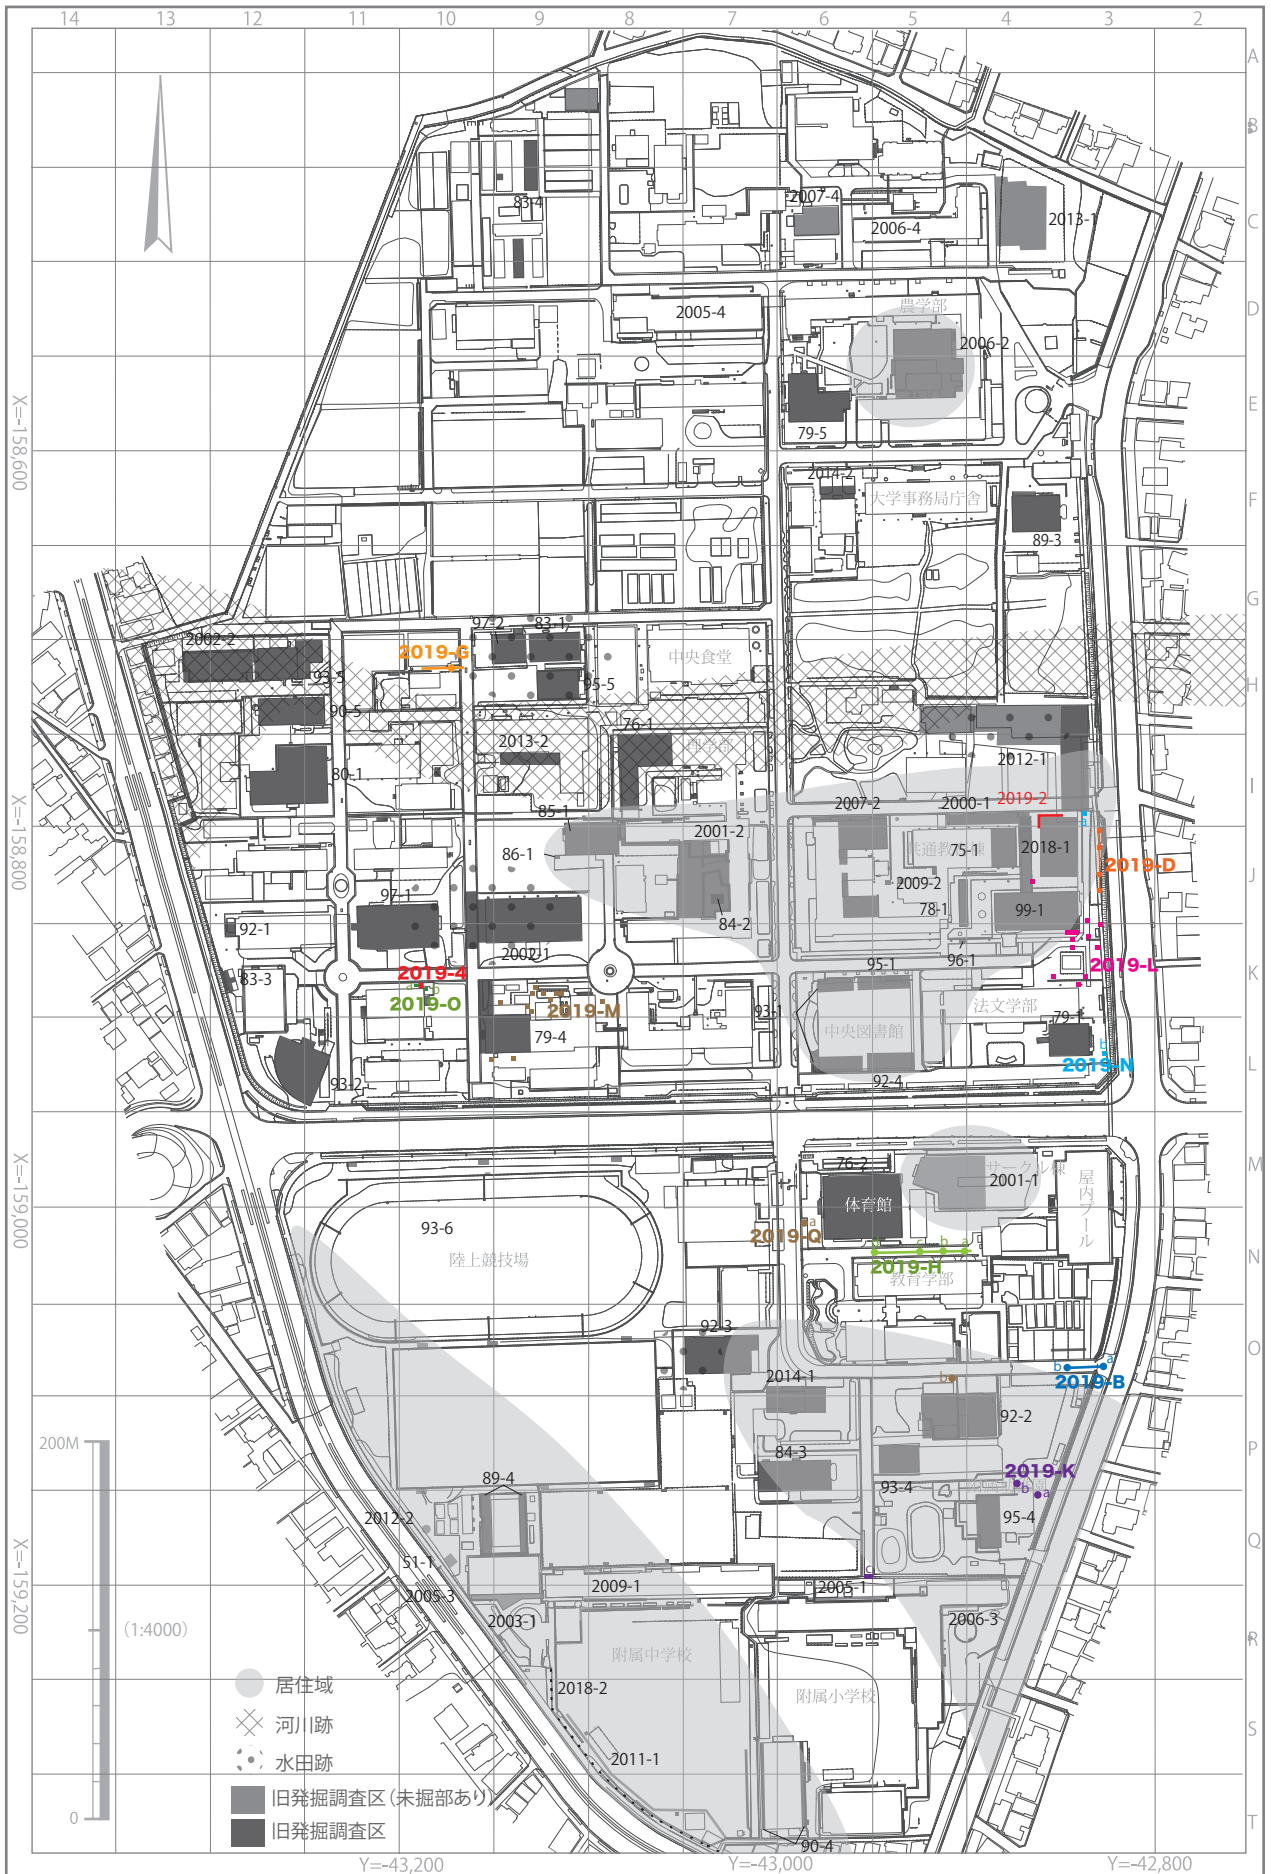 14 13 12 11 10 9 8 7 6 5 4 3 2
A
B
83-4
2007-4
2006-4
2013-1
C
2005-4
農学部
D
2006-2
X=-158,600
79-5
E
2014-2
大学事務局庁舎
89-3
F
G
2002-2
97-2
83-1
2019-G
中央食堂
93-5
95-5
H
90-5
76-1
2013-2
理学部
80-1
2012-1
I
X=-158,800
85-1
2007-2
2000-1
2019-2
a
2001-2
86-1
75-1
2018-1
2019-D
J
2009-2
97-1
78-1
99-1
84-2
92-1
2002-1
96-1
95-1
2019-L
K
83-3
2019-4
a
b
2019-O
2019-M
93-1
法文学部
79-1
中央図書館
79-4
b
2019-N
L
93-2
92-4
X=-159,000
76-2
サークル棟
2001-1
屋内プール
M
体育館
93-6
a
2019-Q
陸上競技場
d
c
b
a
2019-H
教育学部
N
92-3
2014-1
b
a
2019-B
O
b
92-2
200M
84-3
89-4
2019-K
P
93-4
b
a
2012-2
95-4
51-1
Q
X=-159,200
c
2005-3
2009-1
2005-1
2003-1
2006-3
(1:4000)
附属中学校
R
居住域
2018-2
附属小学校
河川跡
S
水田跡
2011-1
旧発掘調査区(未掘部あり)
0
旧発掘調査区
90-4
T
Y=-43,200
Y=-43,000
Y=-42,800